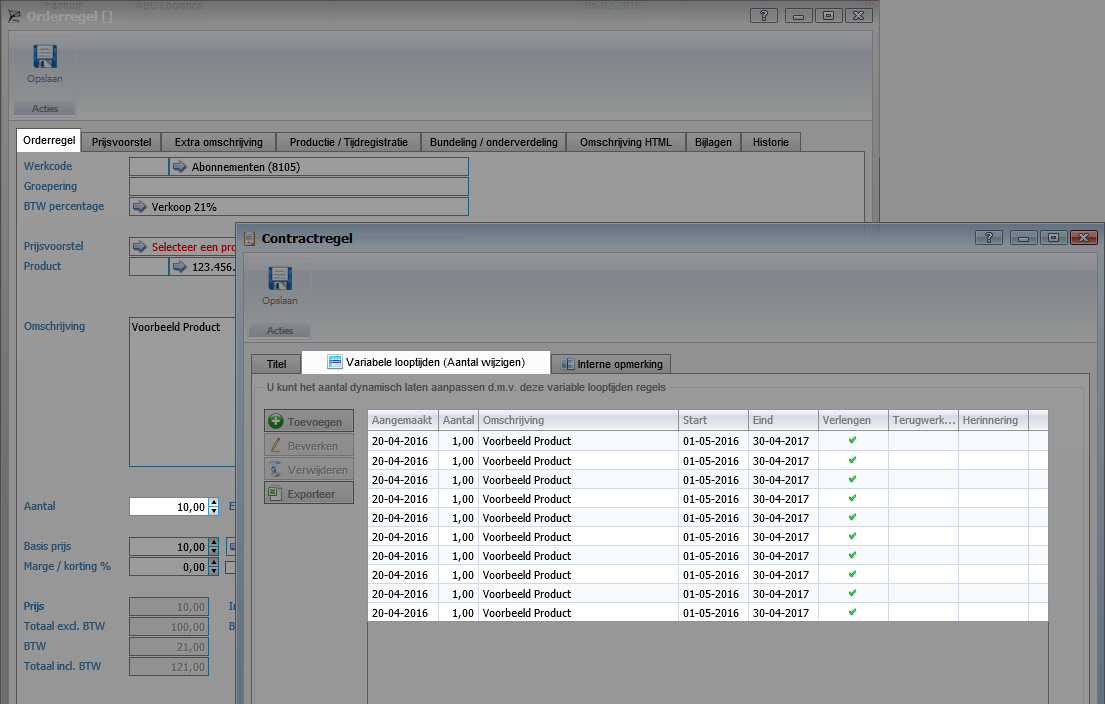 Factuur ABC Logistics 05-02-2016
Orderregel []
Opslaan
Acties
Orderregel Prijsvoorstel Extra omschrijving Productie / Tijdregistratie Bundeling / onderverdeling Omschrijving HTML Bijlagen Historie
Werkcode Abonnementen (8105)
Groepering
BTW percentage Verkoop 21%
Prijsvoorstel Selecteer een pro
Product 123.456.
Omschrijving Voorbeeld Product
Aantal 10,00 E
Basis prijs 10,00
Marge / korting % 0,00
Prijs 10,00 In
Totaal excl. BTW 100,00 B
BTW 21,00
Totaal incl. BTW 121,00
Contractregel
Opslaan
Acties
Titel Variabele looptijden (Aantal wijzigen) Interne opmerking
U kunt het aantal dynamisch laten aanpassen d.m.v. deze variable looptijden regels
Toevoegen
Bewerken
Verwijderen
Exporteer
Aangemaakt Aantal Omschrijving Start Eind Verlengen Terugwerk... Herinnering
20-04-2016 1,00 Voorbeeld Product 01-05-2016 30-04-2017
20-04-2016 1,00 Voorbeeld Product 01-05-2016 30-04-2017
20-04-2016 1,00 Voorbeeld Product 01-05-2016 30-04-2017
20-04-2016 1,00 Voorbeeld Product 01-05-2016 30-04-2017
20-04-2016 1,00 Voorbeeld Product 01-05-2016 30-04-2017
20-04-2016 1,00 Voorbeeld Product 01-05-2016 30-04-2017
20-04-2016 1,00 Voorbeeld Product 01-05-2016 30-04-2017
20-04-2016 1,00 Voorbeeld Product 01-05-2016 30-04-2017
20-04-2016 1,00 Voorbeeld Product 01-05-2016 30-04-2017
20-04-2016 1,00 Voorbeeld Product 01-05-2016 30-04-2017